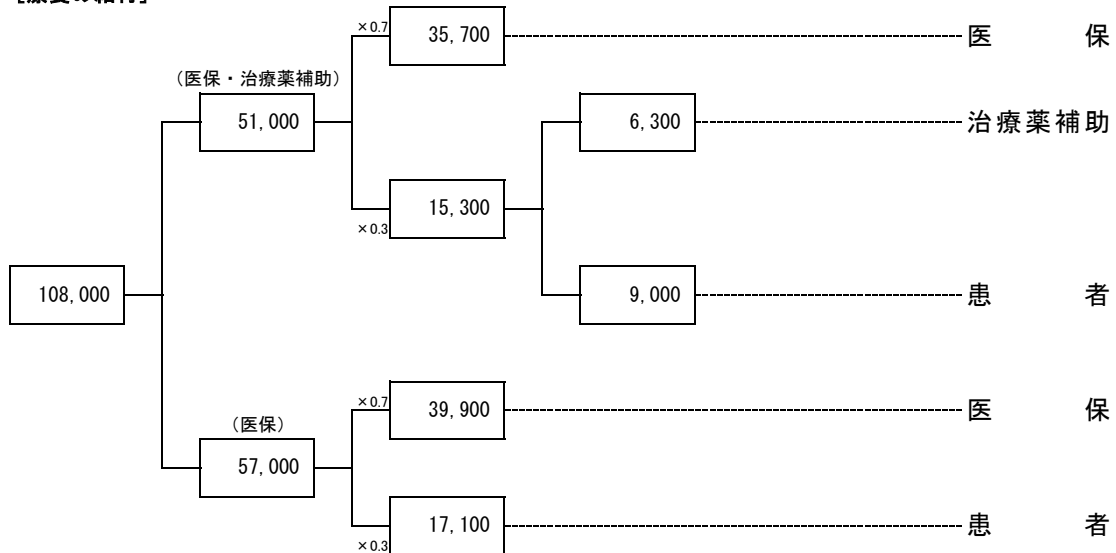 ×0.7
35,700
医 保
(医保・治療薬補助)
51,000
6,300
治療薬補助
15,300
×0.3
108,000
9,000
患 者
×0.7
39,900
医 保
(医保)
57,000
17,100
患 者
×0.3